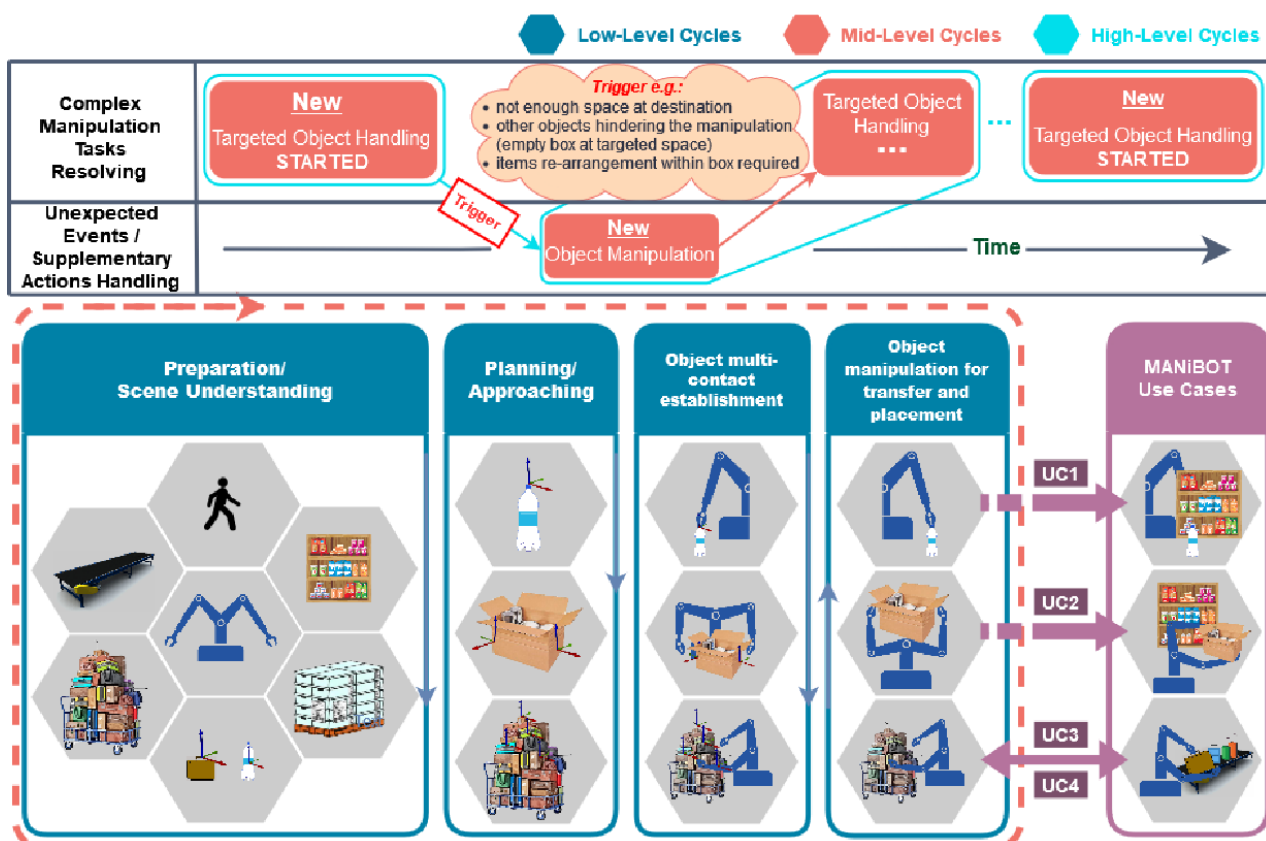 Low-Level Cycles
Mid-Level Cycles
High-Level Cycles
Complex
Manipulation
Tasks
Resolving
New
Targeted Object Handling
STARTED
Trigger e.g.:
• not enough space at destination
• other objects hindering the manipulation
(empty box at targeted space)
• items re-arrangement within box required
Targeted Object
Handling
...
...
New
Targeted Object Handling
STARTED
Trigger
Unexpected
Events /
Supplementary
Actions Handling
New
Object Manipulation
Time
Preparation/
Scene Understanding
Planning/
Approaching
Object multi-
contact
establishment
Object
manipulation for
transfer and
placement
MANiBOT
Use Cases
UC1
UC2
UC3
UC4